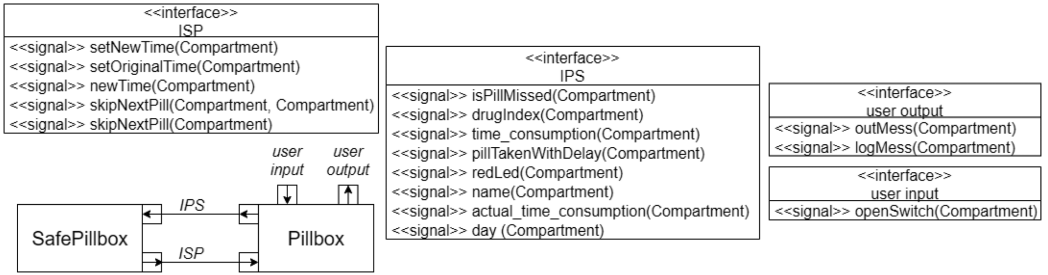 <<interface>>
ISP
<<signal>> setNewTime(Compartment)
<<signal>> setOriginalTime(Compartment)
<<signal>> newTime(Compartment)
<<signal>> skipNextPill(Compartment, Compartment)
<<signal>> skipNextPill(Compartment)
<<interface>>
IPS
<<signal>> isPillMissed(Compartment)
<<signal>> drugIndex(Compartment)
<<signal>> time_consumption(Compartment)
<<signal>> pillTakenWithDelay(Compartment)
<<signal>> redLed(Compartment)
<<signal>> name(Compartment)
<<signal>> actual_time_consumption(Compartment)
<<signal>> day (Compartment)
<<interface>>
user output
<<signal>> outMess(Compartment)
<<signal>> logMess(Compartment)
<<interface>>
user input
<<signal>> openSwitch(Compartment)
user
input
user
output
IPS
SafePillbox
Pillbox
ISP